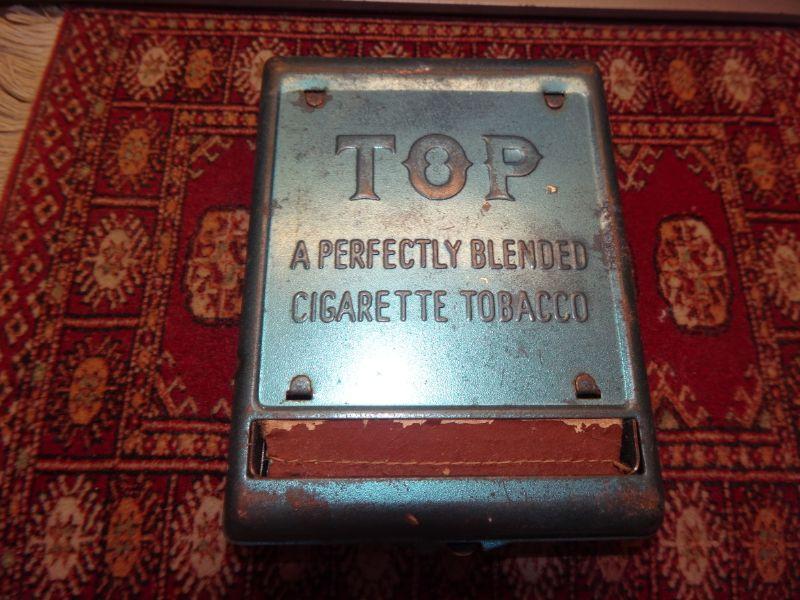 TOP
A PERFECTLY BLENDED
CIGARETTE TOBACCO